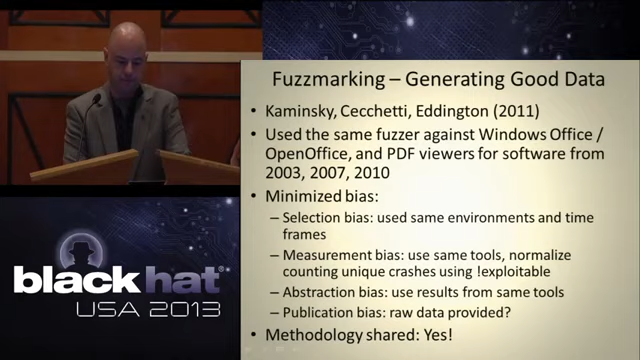 Fuzzmarking – Generating Good Data
• Kaminsky, Cecchetti, Eddington (2011)
• Used the same fuzzer against Windows Office /
OpenOffice, and PDF viewers for software from
2003, 2007, 2010
• Minimized bias:
– Selection bias: used same environments and time
frames
– Measurement bias: use same tools, normalize
counting unique crashes using !exploitable
– Abstraction bias: use results from same tools
– Publication bias: raw data provided?
• Methodology shared: Yes!
black hat®
USA 2013